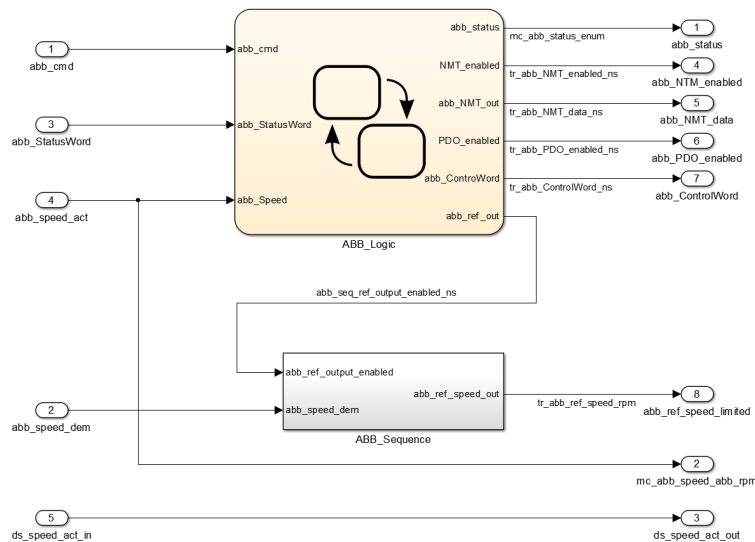 abb_status
mc_abb_status_enum
1
abb_status
1
abb_cmd
abb_cmd
NMT_enabled
tr_abb_NMT_enabled_ns
4
abb_NTM_enabled
abb_NMT_out
tr_abb_NMT_data_ns
5
abb_NMT_data
3
abb_StatusWord
abb_StatusWord
PDO_enabled
tr_abb_PDO_enabled_ns
6
abb_PDO_enabled
abb_ControWord
tr_abb_ControlWord_ns
7
abb_ControlWord
4
abb_speed_act
abb_Speed
abb_ref_out
ABB_Logic
abb_seq_ref_output_enabled_ns
abb_ref_output_enabled
abb_ref_speed_out
tr_abb_ref_speed_rpm
8
abb_ref_speed_limited
2
abb_speed_dem
abb_speed_dem
ABB_Sequence
2
mc_abb_speed_abb_rpm
5
ds_speed_act_in
3
ds_speed_act_out